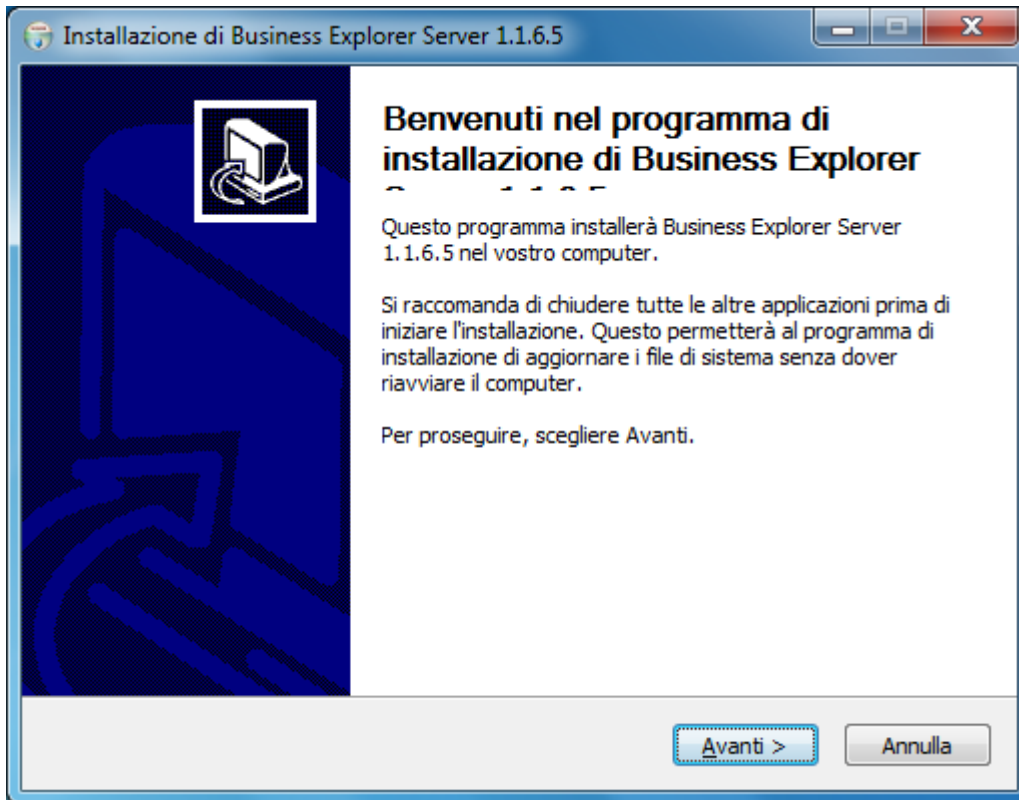 Installazione di Business Explorer Server 1.1.6.5
Benvenuti nel programma di
installazione di Business Explorer
Questo programma installerà Business Explorer Server
1.1.6.5 nel vostro computer.
Si raccomanda di chiudere tutte le altre applicazioni prima di
iniziare l'installazione. Questo permetterà al programma di
installazione di aggiornare i file di sistema senza dover
riavviare il computer.
Per proseguire, scegliere Avanti.
Avanti >
Annulla